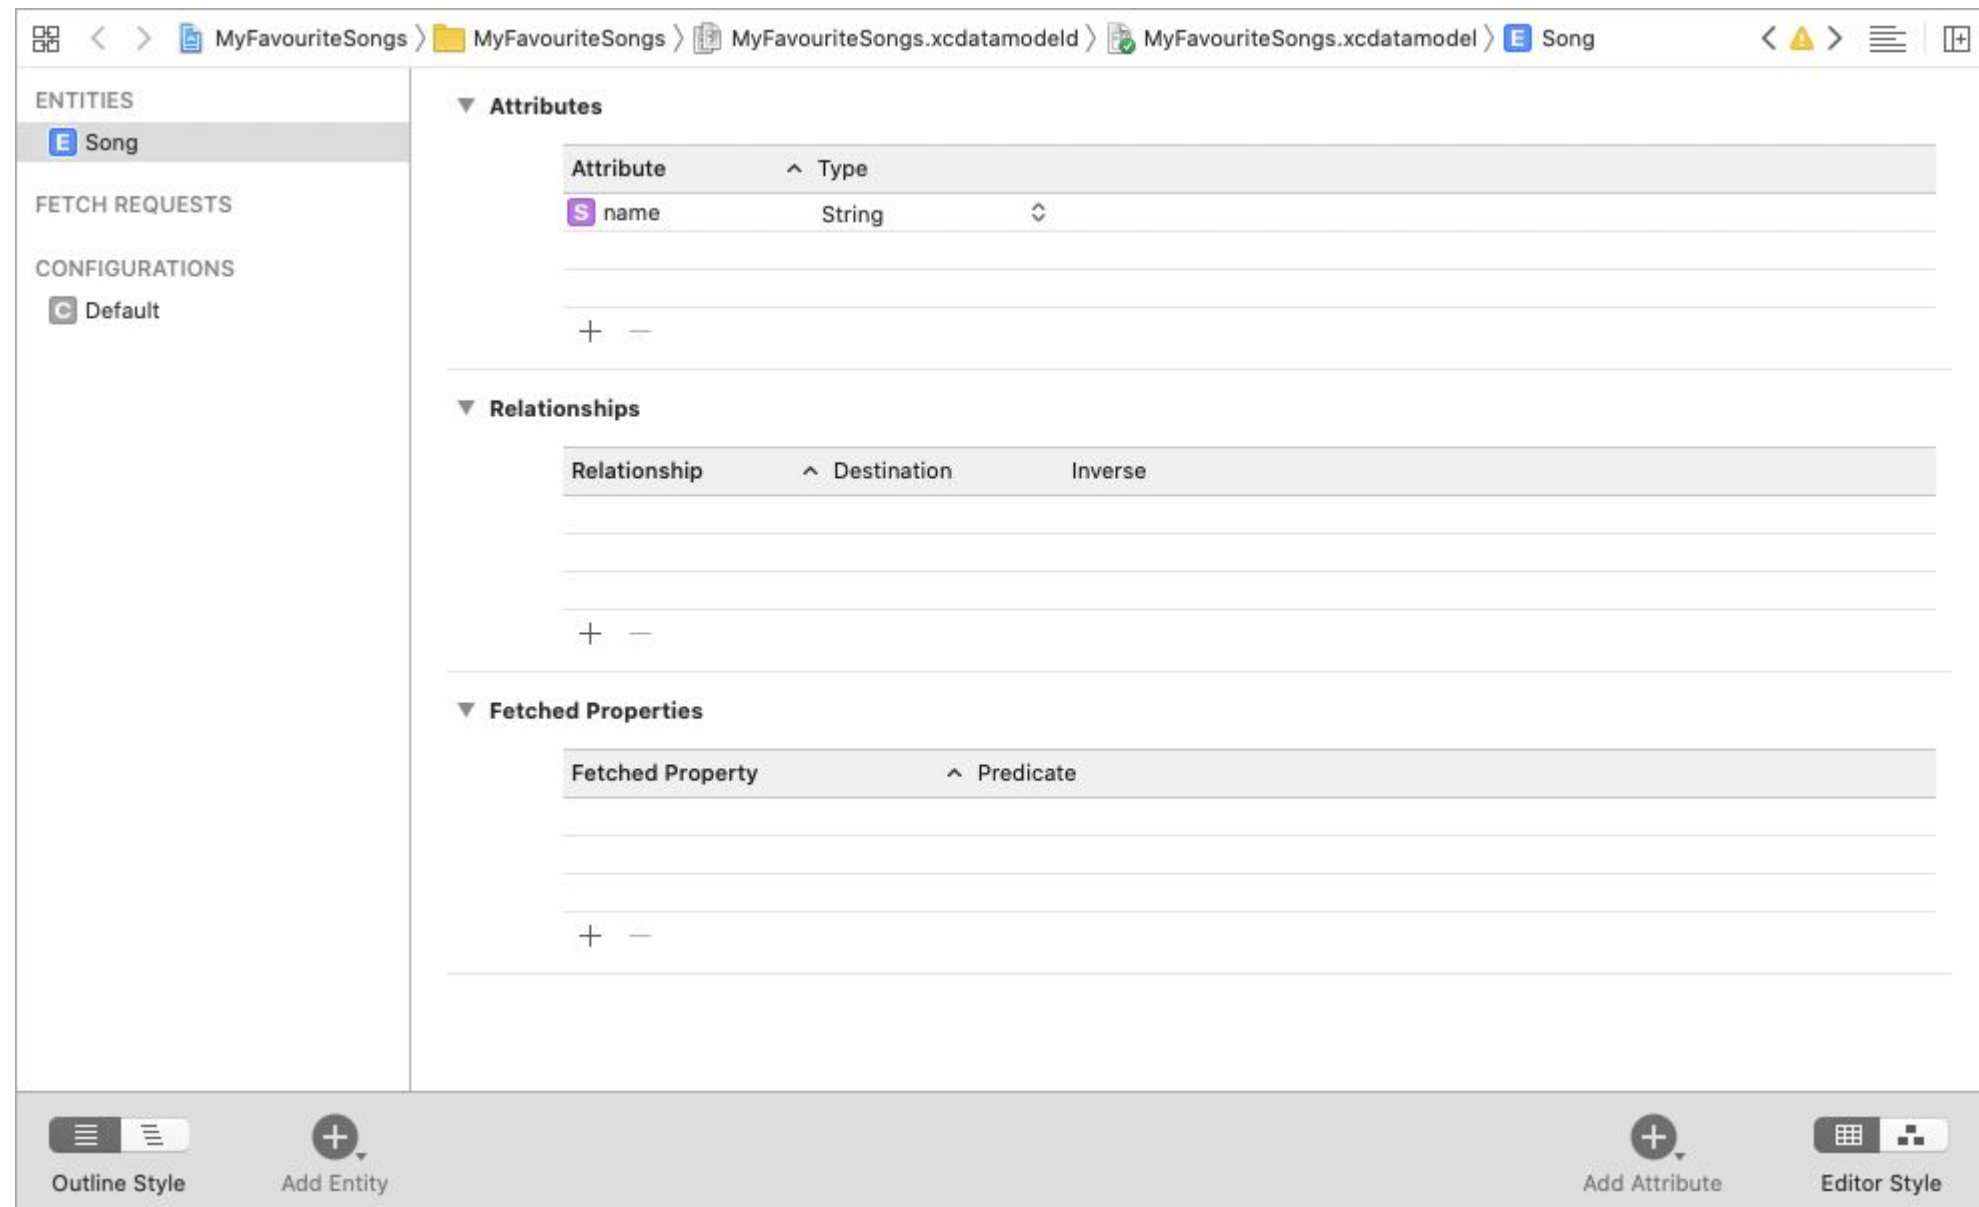 MyFavouriteSongs MyFavouriteSongs MyFavouriteSongs.xcdatamodeld MyFavouriteSongs.xcdatamodel E Song
ENTITIES
E Song
FETCH REQUESTS
CONFIGURATIONS
C Default
Attributes
Attribute Type
S name String
Relationships
Relationship Destination Inverse
Fetched Properties
Fetched Property Predicate
Outline Style Add Entity Add Attribute Editor Style